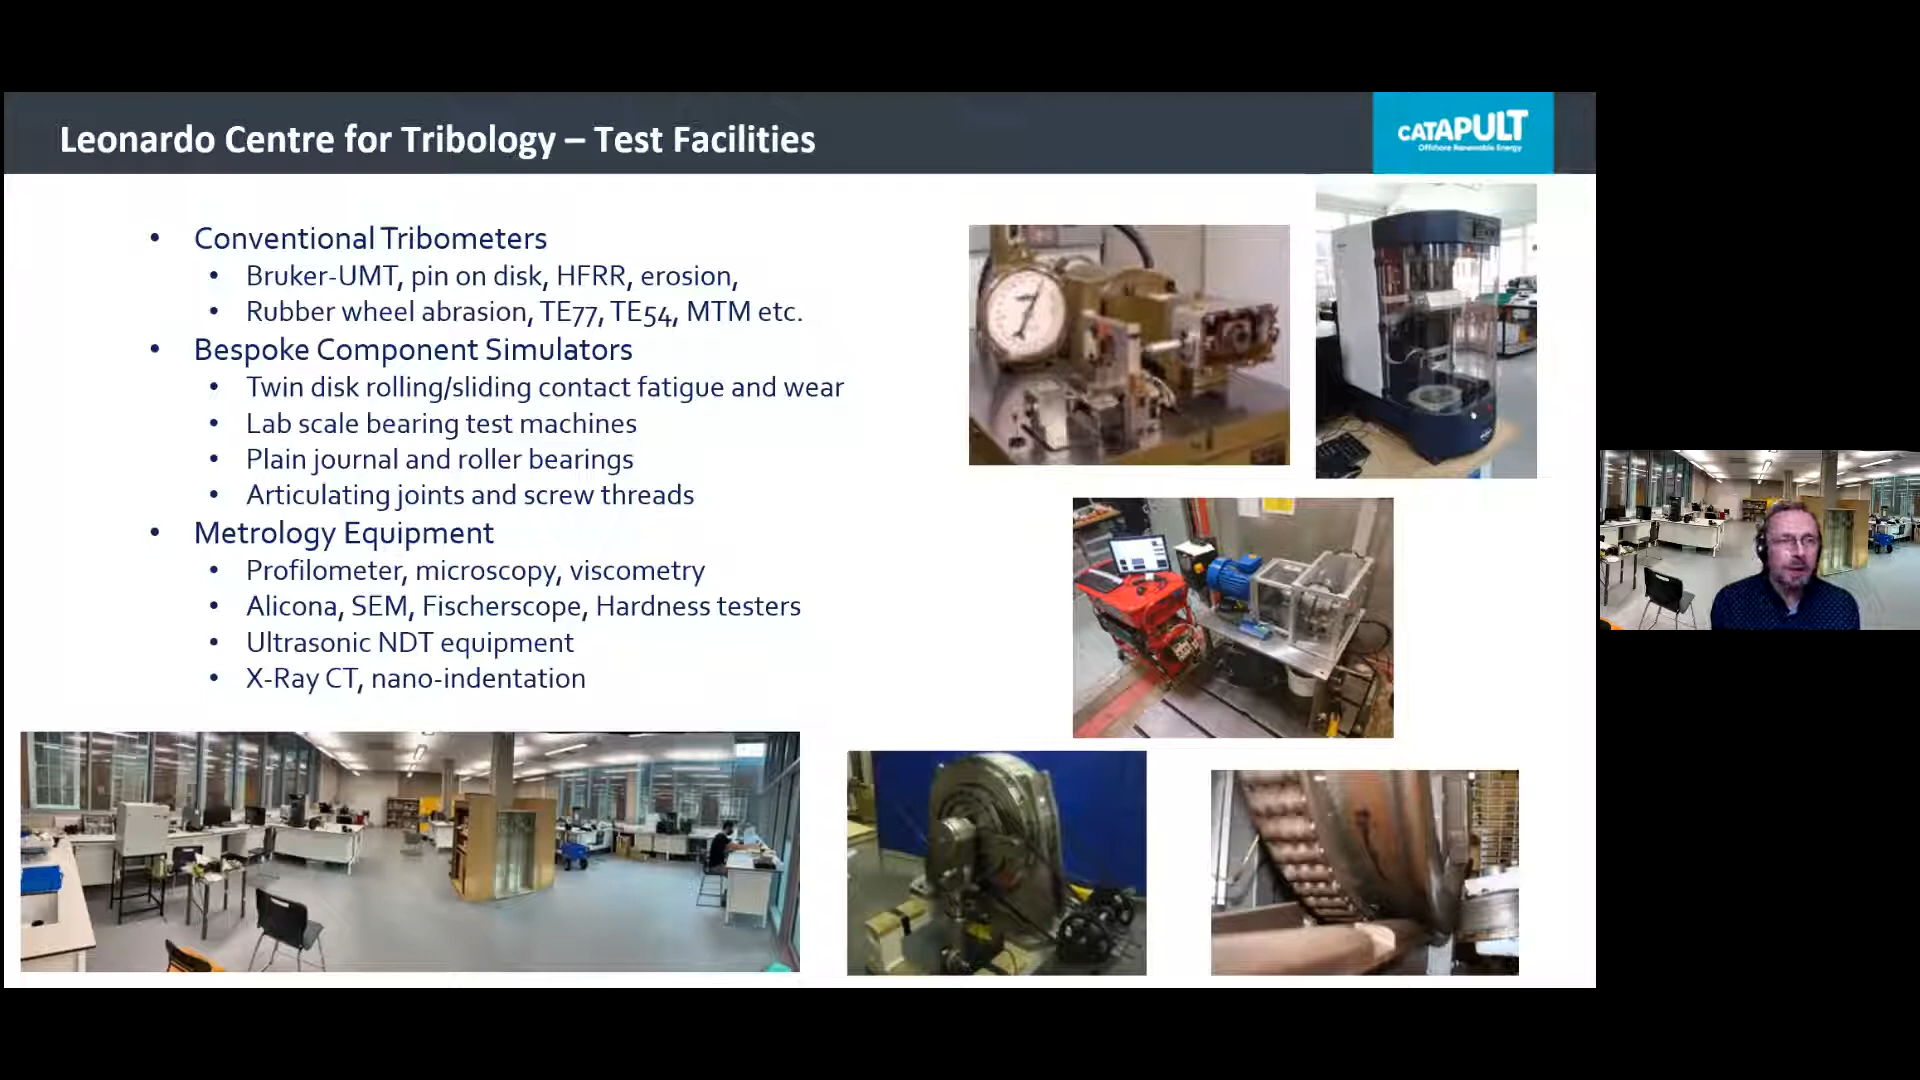 Leonardo Centre for Tribology – Test Facilities
CATAPULT
Offshore Renewable Energy
• Conventional Tribometers
• Bruker-UMT, pin on disk, HFRR, erosion,
• Rubber wheel abrasion, TE77, TE54, MTM etc.
• Bespoke Component Simulators
• Twin disk rolling/sliding contact fatigue and wear
• Lab scale bearing test machines
• Plain journal and roller bearings
• Articulating joints and screw threads
• Metrology Equipment
• Profilometer, microscopy, viscometry
• Alicona, SEM, Fischerscope, Hardness testers
• Ultrasonic NDT equipment
• X-Ray CT, nano-indentation